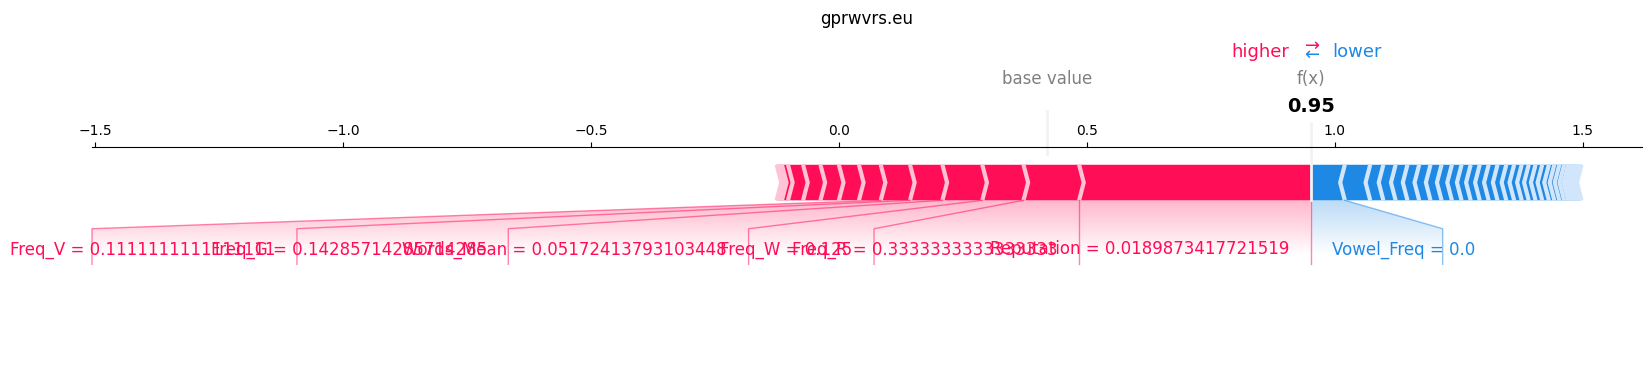 gprwvrs.eu
higher ⇄ lower
base value f(x)
0.95
−1.5 −1.0 −0.5 0.0 0.5 1.0 1.5
Freq_V = 0.1111111111111111 Freq_G = 0.14285714285714285 Words_Mean = 0.05172413793103448 Freq_W = 0.125 Freq_R = 0.3333333333333333 Reputation = 0.0189873417721519 Vowel_Freq = 0.0